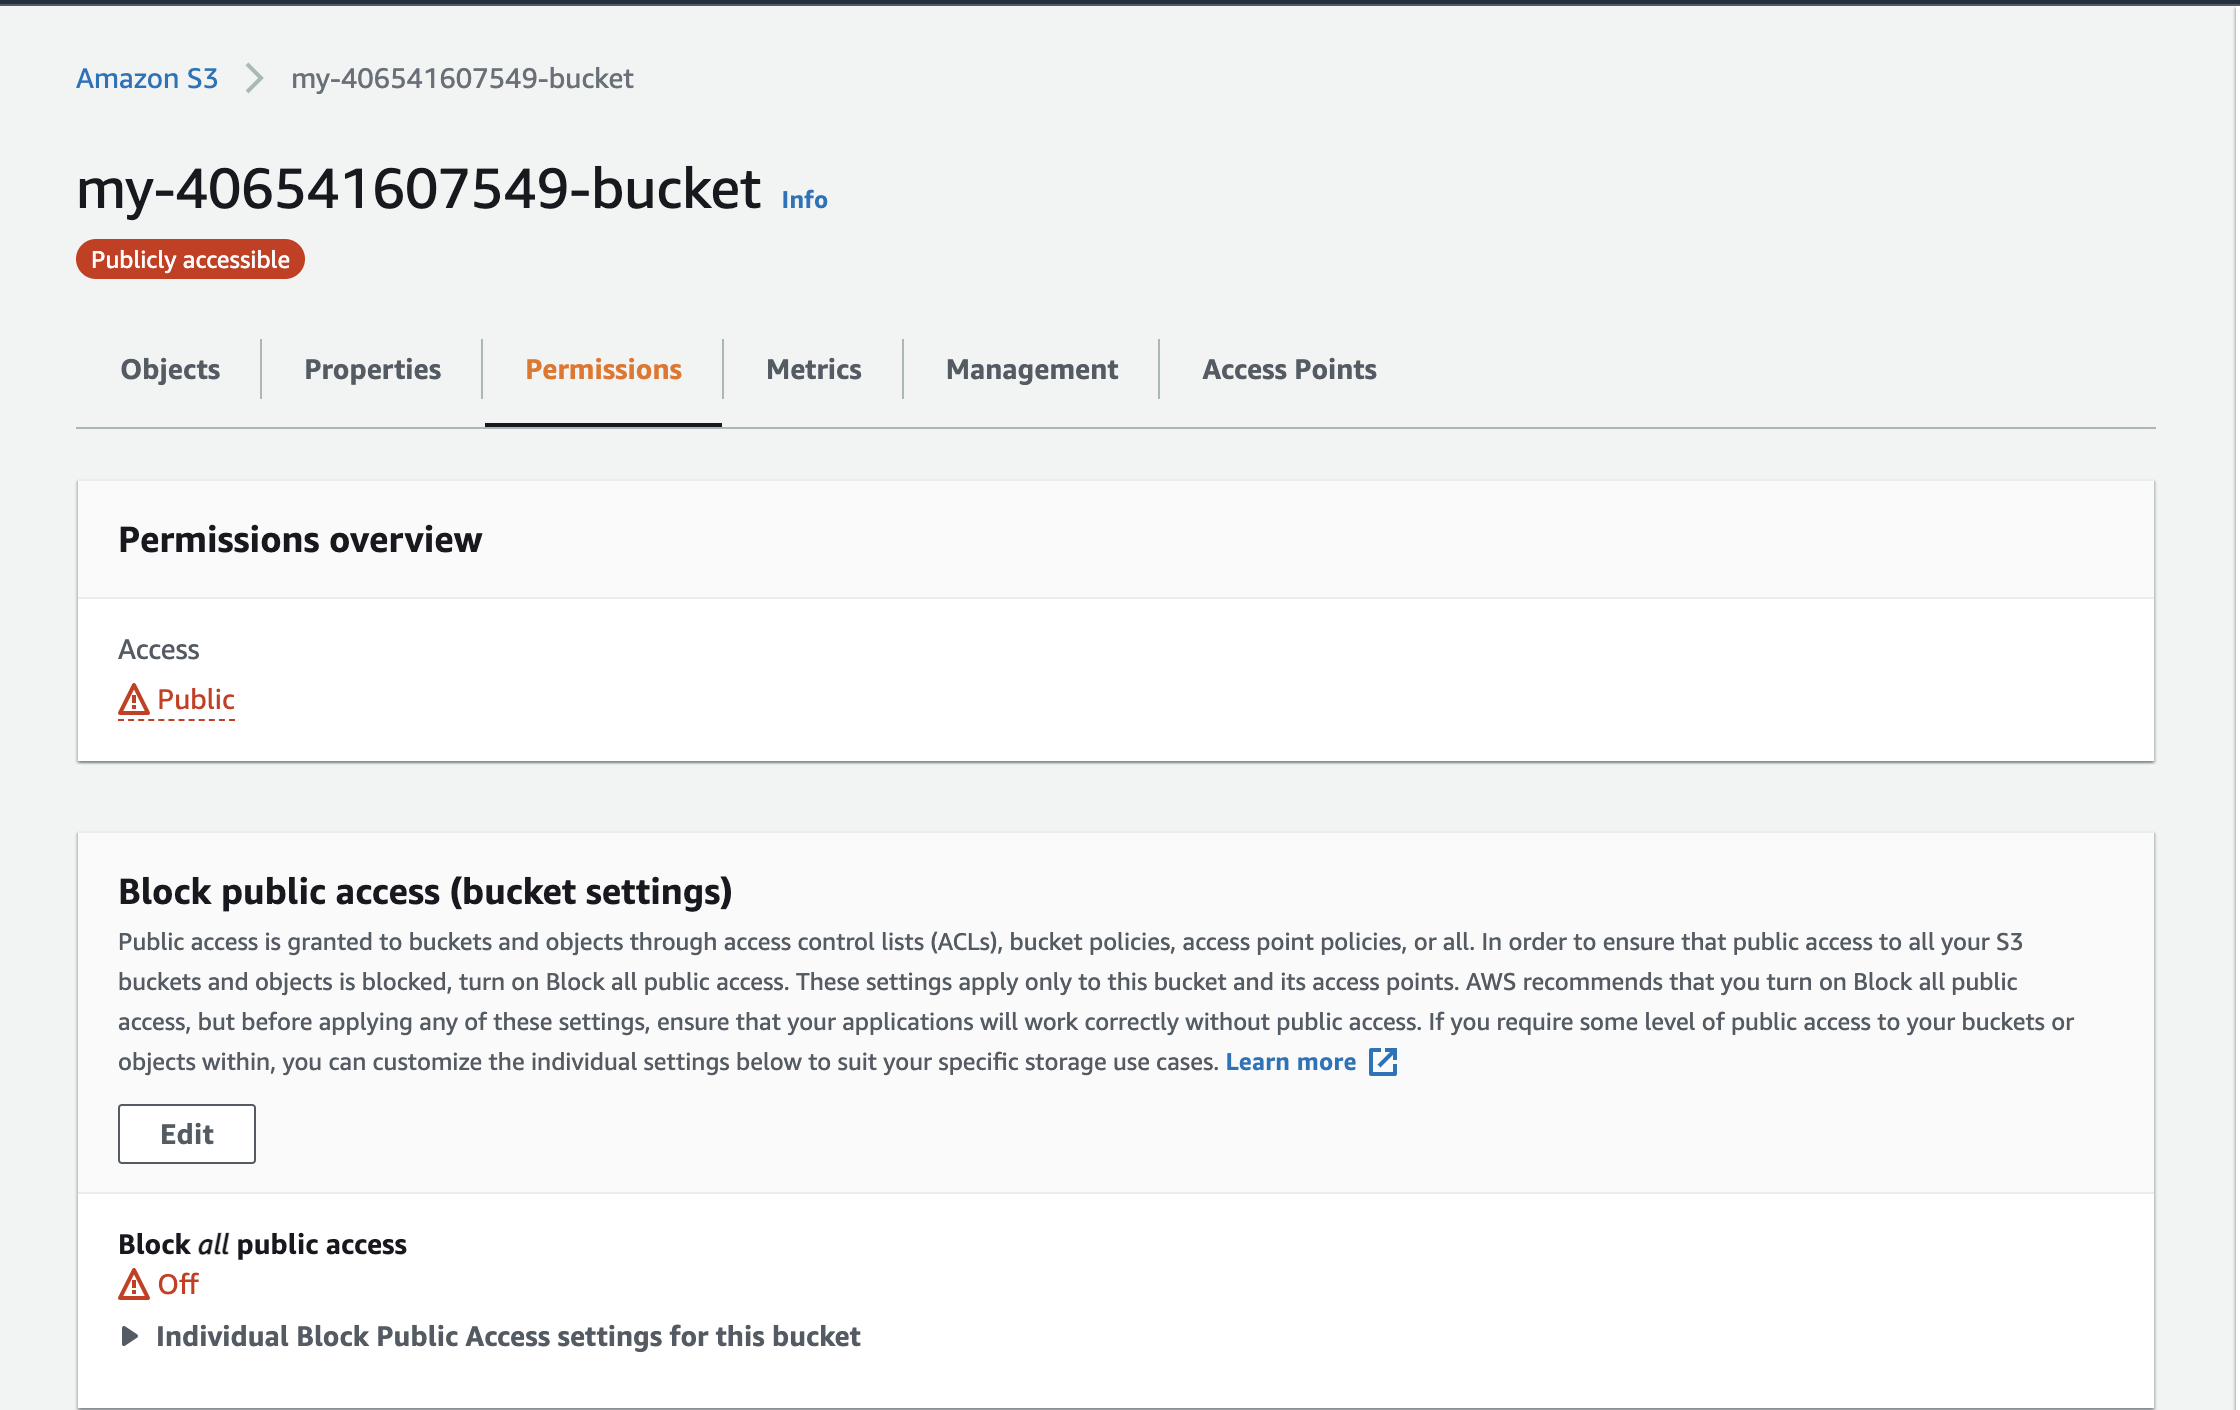 Amazon S3 my-406541607549-bucket
my-406541607549-bucket Info
Publicly accessible
Objects Properties Permissions Metrics Management Access Points
Permissions overview
Access
Public
Block public access (bucket settings)
Public access is granted to buckets and objects through access control lists (ACLs), bucket policies, access point policies, or all. In order to ensure that public access to all your S3
buckets and objects is blocked, turn on Block all public access. These settings apply only to this bucket and its access points. AWS recommends that you turn on Block all public
access, but before applying any of these settings, ensure that your applications will work correctly without public access. If you require some level of public access to your buckets or
objects within, you can customize the individual settings below to suit your specific storage use cases. Learn more
Edit
Block all public access
Off
Individual Block Public Access settings for this bucket